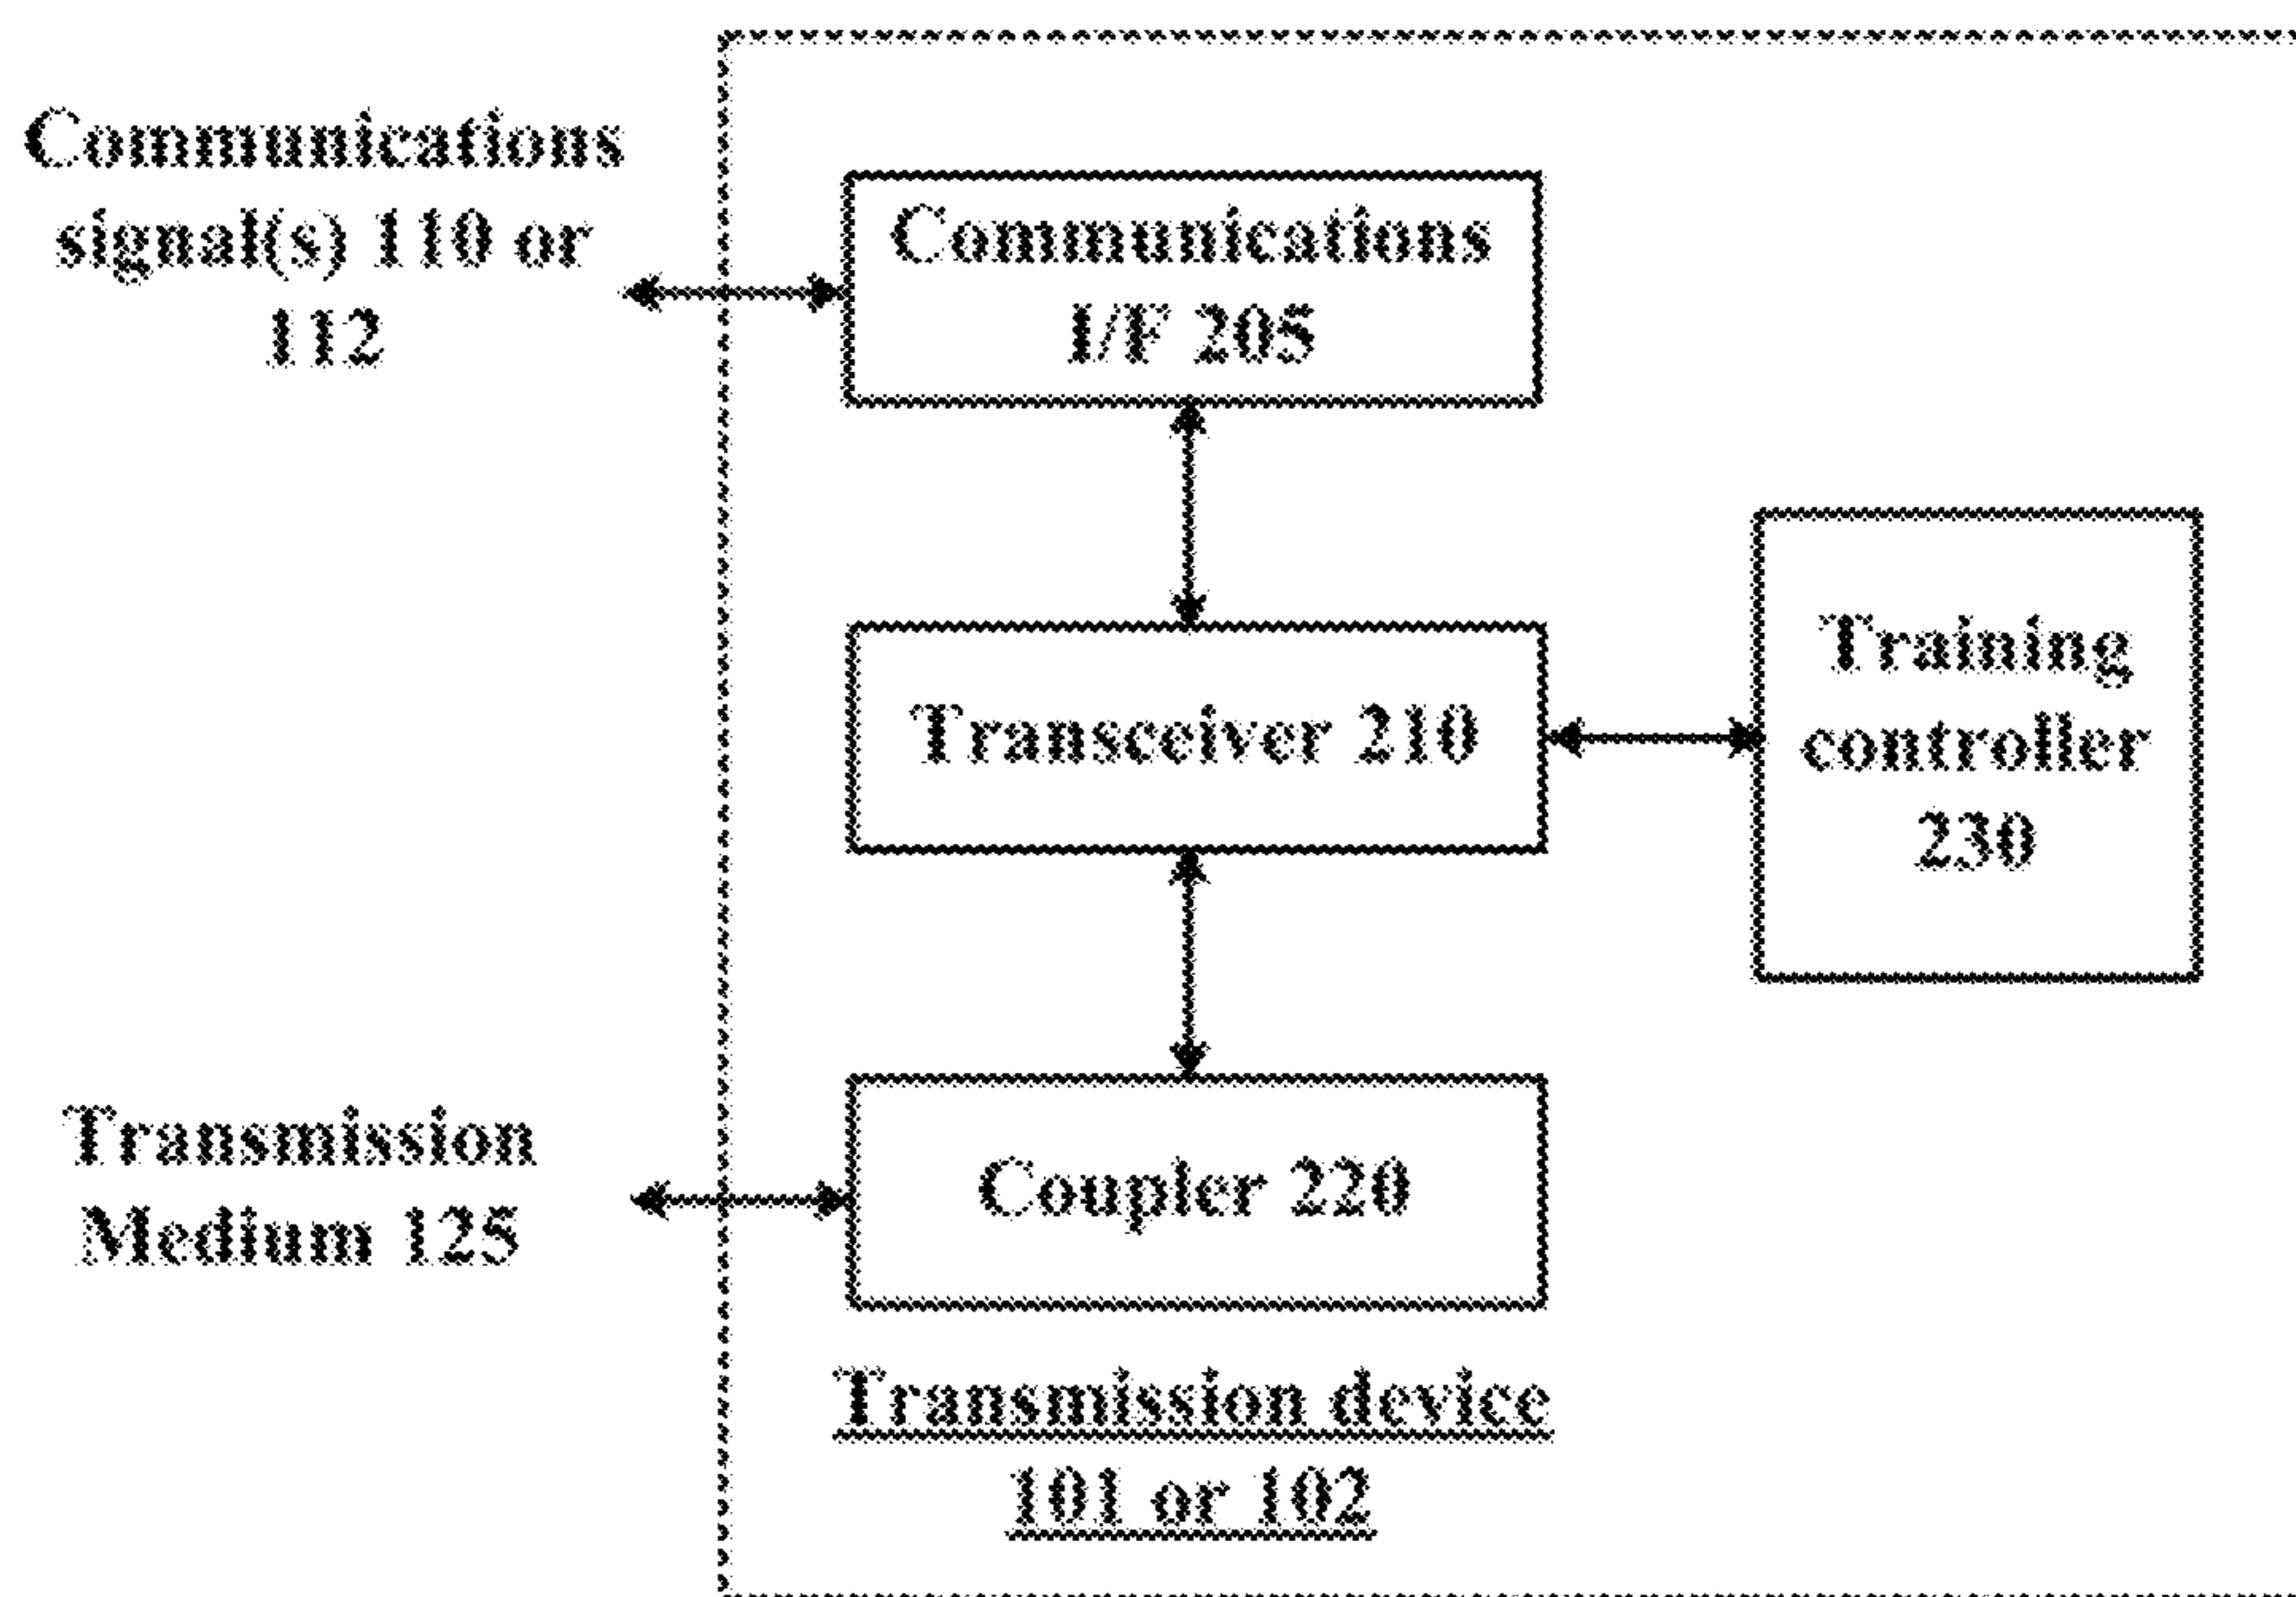 Communications
signal(s) 110 or
112
Communications
I/F 205
Transceiver 210
Training
controller
230
Transmission
Medium 125
Coupler 220
Transmission device
101 or 102